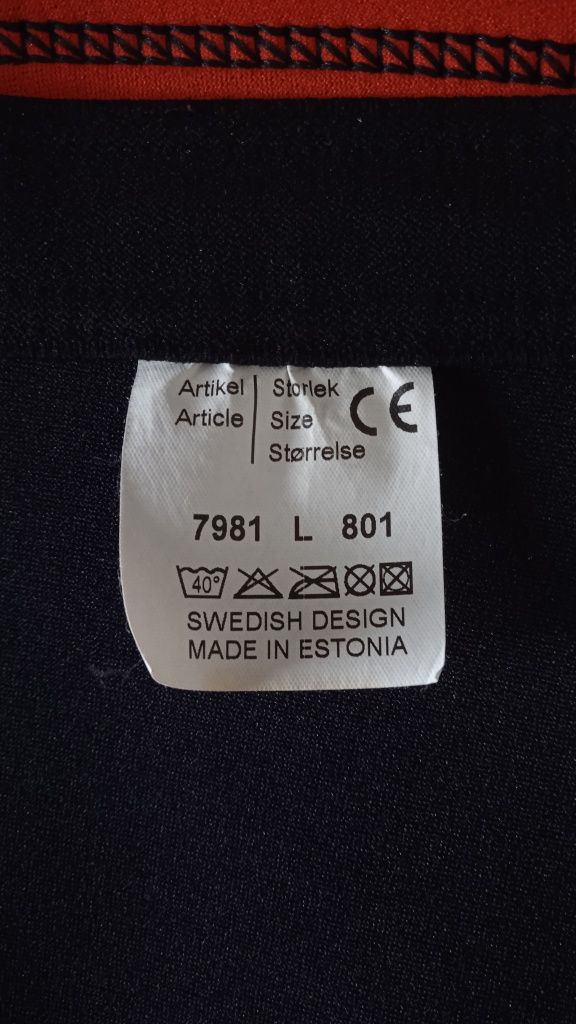 Artikel | Storlek CE
Article | Size
Størrelse
7981 L 801
40°
SWEDISH DESIGN
MADE IN ESTONIA